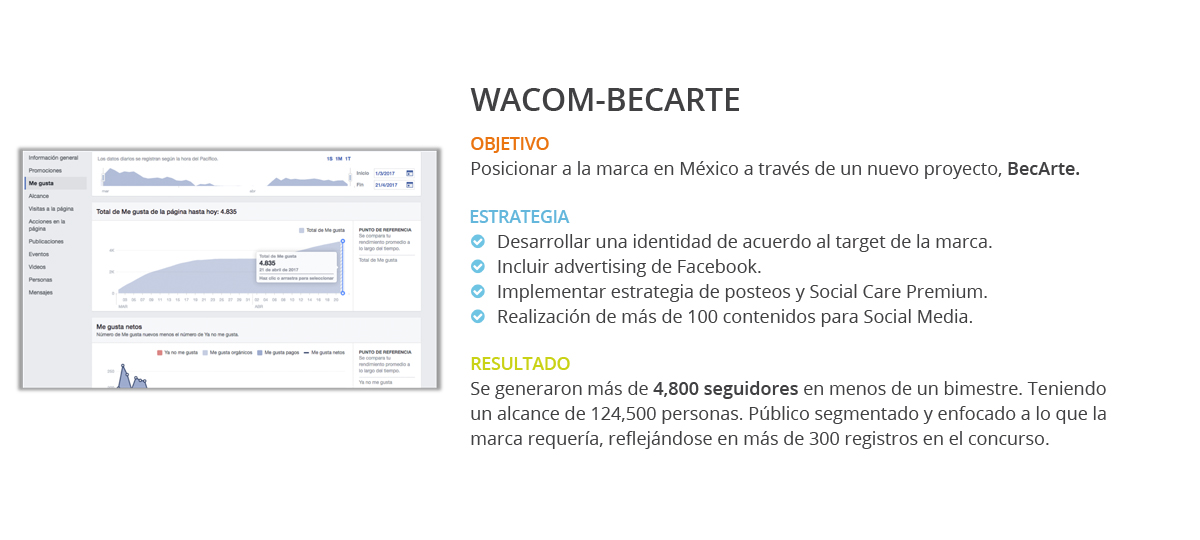 WACOM-BECARTE
OBJETIVO
Posicionar a la marca en México a través de un nuevo proyecto, BecArte.
ESTRATEGIA
Desarrollar una identidad de acuerdo al target de la marca.
Incluir advertising de Facebook.
Implementar estrategia de posteos y Social Care Premium.
Realización de más de 100 contenidos para Social Media.
RESULTADO
Se generaron más de 4,800 seguidores en menos de un bimestre. Teniendo
un alcance de 124,500 personas. Público segmentado y enfocado a lo que la
marca requería, reflejándose en más de 300 registros en el concurso.
Información general
Promociones
Me gusta
Alcance
Visitas a la página
Acciones en la
página
Publicaciones
Eventos
Videos
Personas
Mensajes
Los datos diarios se registran según la hora del Pacífico.
1S 1M 1T
Inicio 1/3/2017
Fin 21/4/2017
Total de Me gusta de la página hasta hoy: 4.835
Total de Me gusta
PUNTO DE REFERENCIA
Se compara tu
rendimiento promedio a
lo largo del tiempo.
Total de Me gusta
Total de Me gusta
4.835
21 de abril de 2017
Haz clic o arrastra para seleccionar
Me gusta netos
Número de Me gusta nuevos menos el número de Ya no me gusta.
Ya no me gusta Me gusta orgánicos Me gusta pagos Me gusta netos
PUNTO DE REFERENCIA
Se compara tu
rendimiento promedio a
lo largo del tiempo.
Ya no me gusta